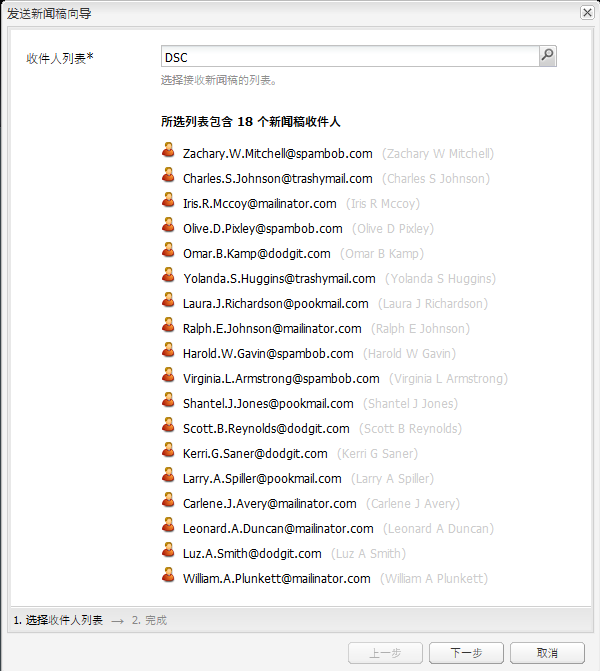 发送新闻稿向导
收件人列表* DSC
选择接收新闻稿的列表。
所选列表包含 18 个新闻稿收件人
Zachary.W.Mitchell@spambob.com (Zachary W Mitchell)
Charles.S.Johnson@trashymail.com (Charles S Johnson)
Iris.R.Mccoy@mailinator.com (Iris R Mccoy)
Olive.D.Pixley@spambob.com (Olive D Pixley)
Omar.B.Kamp@dodgit.com (Omar B Kamp)
Yolanda.S.Huggins@trashymail.com (Yolanda S Huggins)
Laura.J.Richardson@pookmail.com (Laura J Richardson)
Ralph.E.Johnson@mailinator.com (Ralph E Johnson)
Harold.W.Gavin@spambob.com (Harold W Gavin)
Virginia.L.Armstrong@spambob.com (Virginia L Armstrong)
Shantel.J.Jones@pookmail.com (Shantel J Jones)
Scott.B.Reynolds@dodgit.com (Scott B Reynolds)
Kerri.G.Saner@dodgit.com (Kerri G Saner)
Larry.A.Spiller@pookmail.com (Larry A Spiller)
Carlene.J.Avery@mailinator.com (Carlene J Avery)
Leonard.A.Duncan@mailinator.com (Leonard A Duncan)
Luz.A.Smith@dodgit.com (Luz A Smith)
William.A.Plunkett@mailinator.com (William A Plunkett)
1. 选择收件人列表 → 2. 完成
上一步 下一步 取消